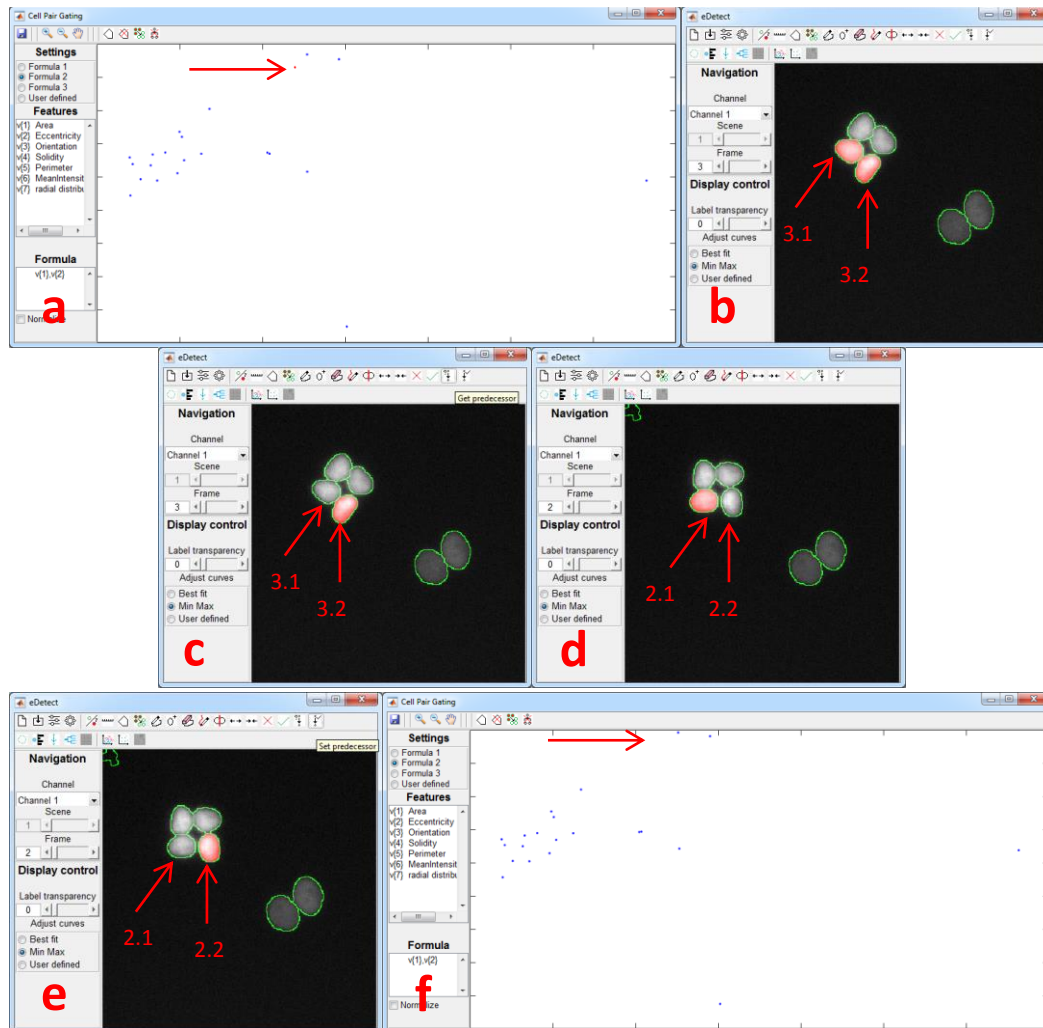 Cell Pair Gating
Settings
Formula 1
Formula 2
Formula 3
User defined
Features
v{1} Area
v{2} Eccentricity
v{3} Orientation
v{4} Solidity
v{5} Perimeter
v{6} MeanIntensit
v{7} radial distribu
Formula
v{1},v{2}
Normalize
a
eDetect
Navigation
Channel
Channel 1
Scene
1
Frame
3
Display control
Label transparency
0
Adjust curves
Best fit
Min Max
User defined
3.1
3.2
b
eDetect
Get predecessor
Navigation
Channel
Channel 1
Scene
1
Frame
3
Display control
Label transparency
0
Adjust curves
Best fit
Min Max
User defined
3.1
3.2
c
eDetect
Navigation
Channel
Channel 1
Scene
1
Frame
2
Display control
Label transparency
0
Adjust curves
Best fit
Min Max
User defined
2.1
2.2
d
eDetect
Set predecessor
Navigation
Channel
Channel 1
Scene
1
Frame
2
Display control
Label transparency
0
Adjust curves
Best fit
Min Max
User defined
2.1
2.2
e
Cell Pair Gating
Settings
Formula 1
Formula 2
Formula 3
User defined
Features
v{1} Area
v{2} Eccentricity
v{3} Orientation
v{4} Solidity
v{5} Perimeter
v{6} MeanIntensit
v{7} radial distribu
Formula
v{1},v{2}
Normalize
f